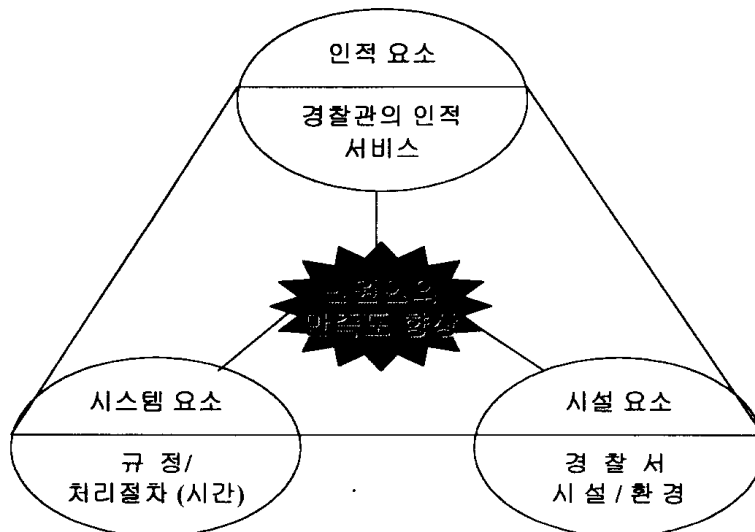 인적 요소
경찰관의 인적
서비스
만족도 향상
시스템 요소
시설 요소
규 정/
처리절차 (시간)
경 찰 서
시 설 / 환 경